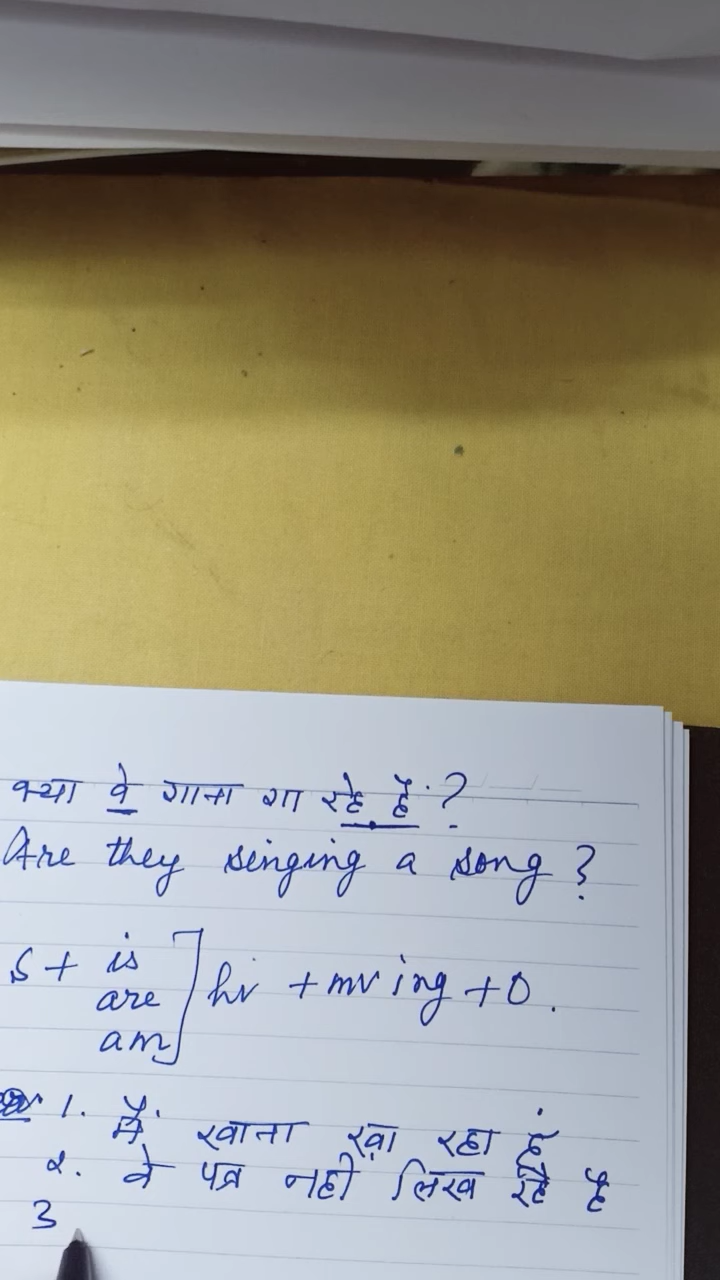 क्या वे गाना गा रहे हैं ?
Are they singing a song ?
S + is ] hv + mv ing + O .
are
am
1. मैं खाना खा रहा हूँ
2. वे पत्र नहीं लिख रहे है
3